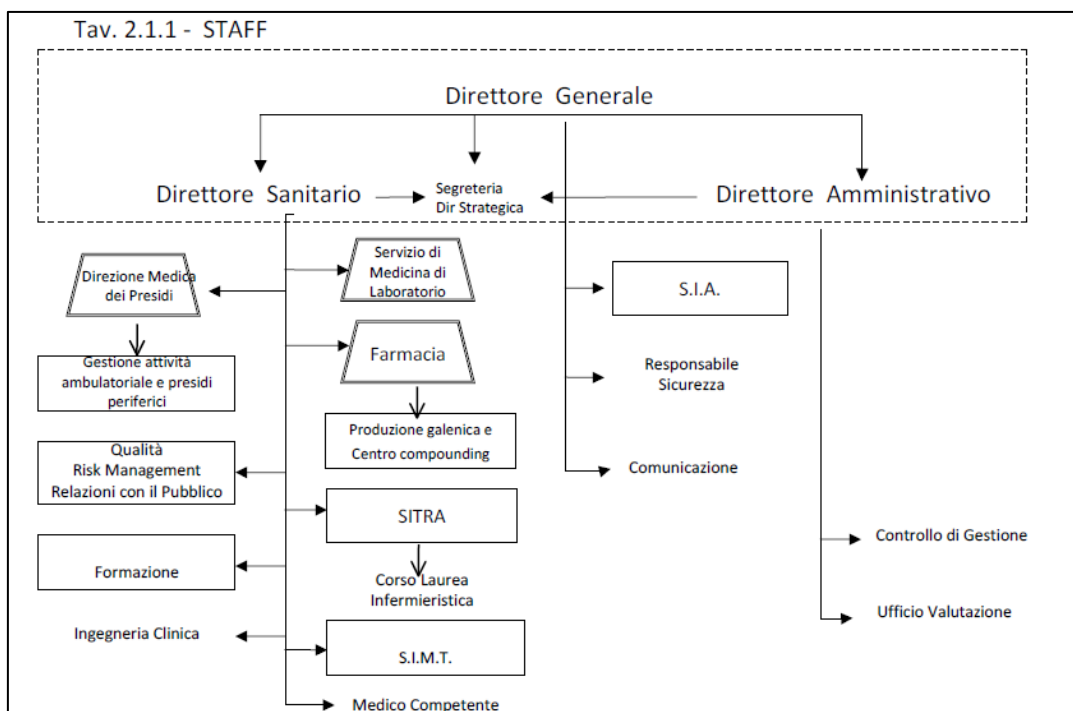 Tav. 2.1.1 - STAFF
Direttore Generale
Direttore Sanitario
Segreteria
Dir Strategica
Direttore Amministrativo
Direzione Medica
dei Presidi
Servizio di
Medicina di
Laboratorio
S.I.A.
Gestione attività
ambulatoriale e presidi
periferici
Farmacia
Responsabile
Sicurezza
Produzione galenica e
Centro compounding
Qualità
Risk Management
Relazioni con il Pubblico
Comunicazione
SITRA
Controllo di Gestione
Formazione
Corso Laurea
Infermieristica
Ufficio Valutazione
Ingegneria Clinica
S.I.M.T.
Medico Competente